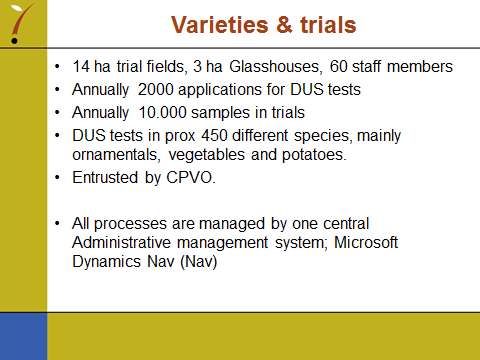 Varieties & trials
• 14 ha trial fields, 3 ha Glasshouses, 60 staff members
• Annually 2000 applications for DUS tests
• Annually 10.000 samples in trials
• DUS tests in prox 450 different species, mainly
ornamentals, vegetables and potatoes.
• Entrusted by CPVO.
• All processes are managed by one central
Administrative management system; Microsoft
Dynamics Nav (Nav)